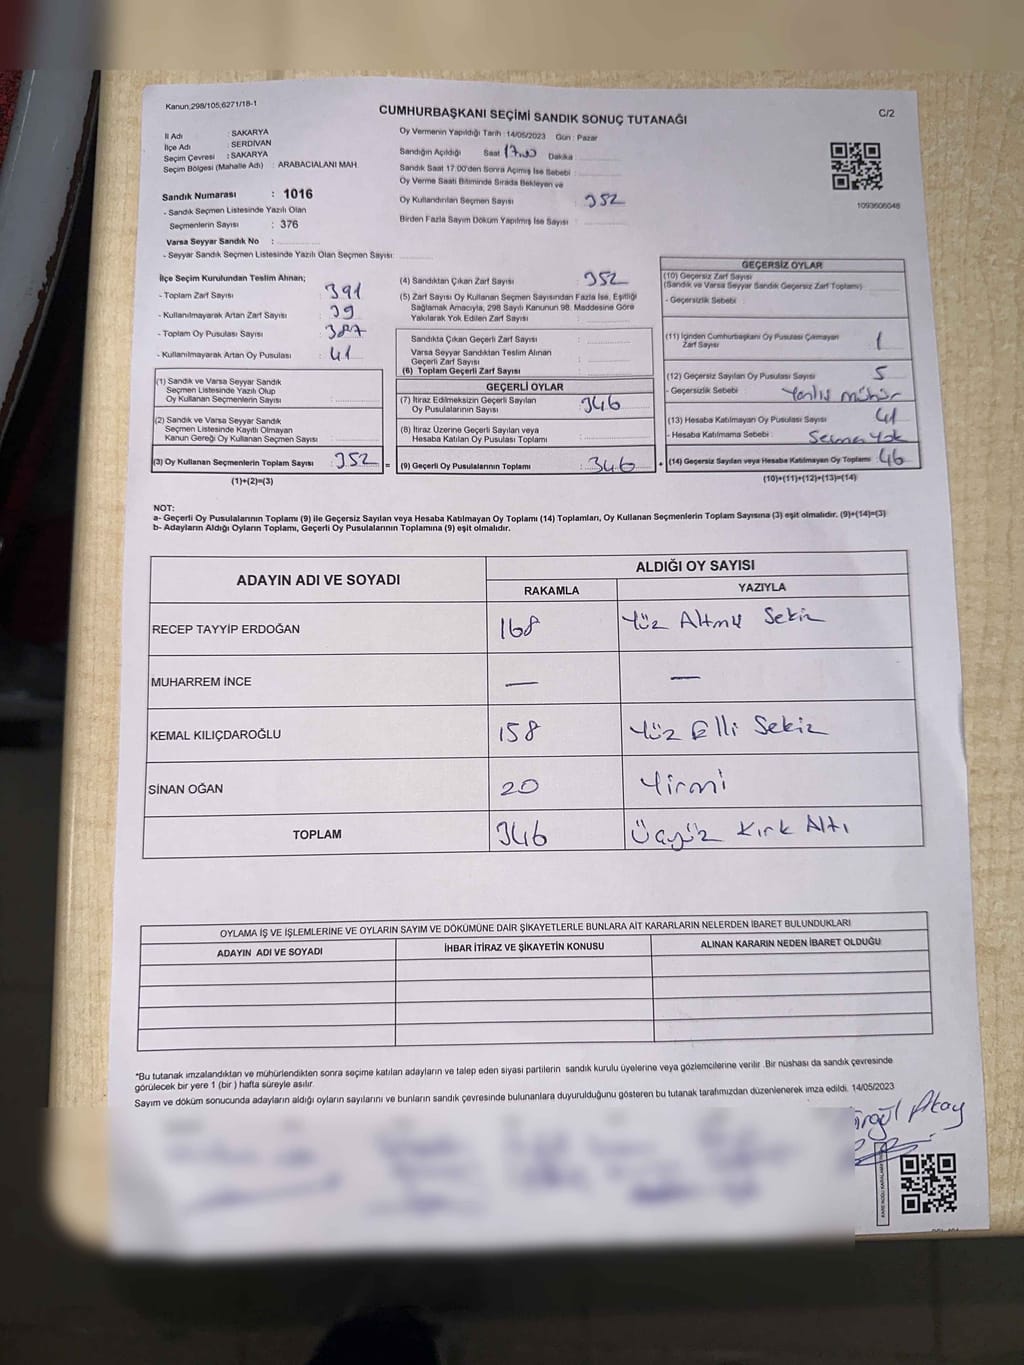 Kanun;298/105;6271/18-1
CUMHURBAŞKANI SEÇİMİ SANDIK SONUÇ TUTANAĞI
C/2
İl Adı : SAKARYA
İlçe Adı : SERDİVAN
Seçim Çevresi : SAKARYA
Seçim Bölgesi (Mahalle Adı) : ARABACIALANI MAH.
Sandık Numarası : 1016
- Sandık Seçmen Listesinde Yazılı Olan
Seçmenlerin Sayısı : 376
Varsa Seyyar Sandık No :
- Seyyar Sandık Seçmen Listesinde Yazılı Olan Seçmen Sayısı:
Oy Vermenin Yapıldığı Tarih :14/05/2023 Gün : Pazar
Sandığın Açıldığı Saat 17.00 Dakika
Sandık Saat 17:00'den Sonra Açılmış İse Sebebi :
Oy Verme Saati Bitiminde Sırada Bekleyen ve
Oy Kullandırılan Seçmen Sayısı : 352
Birden Fazla Sayım Döküm Yapılmış İse Sayısı :
1093606048
İlçe Seçim Kurulundan Teslim Alınan;
- Toplam Zarf Sayısı : 391
- Kullanılmayarak Artan Zarf Sayısı : 39
- Toplam Oy Pusulası Sayısı : 387
- Kullanılmayarak Artan Oy Pusulası : 41
(1) Sandık ve Varsa Seyyar Sandık
Seçmen Listesinde Yazılı Olup
Oy Kullanan Seçmenlerin Sayısı :
(2) Sandık ve Varsa Seyyar Sandık
Seçmen Listesinde Kayıtlı Olmayan
Kanun Gereği Oy Kullanan Seçmen Sayısı :
(3) Oy Kullanan Seçmenlerin Toplam Sayısı : 352 =
(1)+(2)=(3)
(4) Sandıktan Çıkan Zarf Sayısı : 352
(5) Zarf Sayısı Oy Kullanan Seçmen Sayısından Fazla İse, Eşitliği
Sağlamak Amacıyla, 298 Sayılı Kanunun 98. Maddesine Göre
Yakılarak Yok Edilen Zarf Sayısı :
Sandıkta Çıkan Geçerli Zarf Sayısı :
Varsa Seyyar Sandıktan Teslim Alınan
Geçerli Zarf Sayısı :
(6) Toplam Geçerli Zarf Sayısı :
GEÇERLİ OYLAR
(7) İtiraz Edilmeksizin Geçerli Sayılan
Oy Pusulalarının Sayısı : 346
(8) İtiraz Üzerine Geçerli Sayılan veya
Hesaba Katılan Oy Pusulası Toplamı :
(9) Geçerli Oy Pusulalarının Toplamı : 346 +
GEÇERSİZ OYLAR
(10) Geçersiz Zarf Sayısı
(Sandık ve Varsa Seyyar Sandık Geçersiz Zarf Toplamı) :
- Geçersizlik Sebebi :
(11) İçinden Cumhurbaşkanı Oy Pusulası Çıkmayan
Zarf Sayısı : 1
(12) Geçersiz Sayılan Oy Pusulası Sayısı : 5
- Geçersizlik Sebebi : Yanlış mühür
(13) Hesaba Katılmayan Oy Pusulası Sayısı : 41
- Hesaba Katılmama Sebebi : Seçmen Yok
(14) Geçersiz Sayılan veya Hesaba Katılmayan Oy Toplamı : 46
(10)+(11)+(12)+(13)=(14)
NOT:
a- Geçerli Oy Pusulalarının Toplamı (9) ile Geçersiz Sayılan veya Hesaba Katılmayan Oy Toplamı (14) Toplamları, Oy Kullanan Seçmenlerin Toplam Sayısına (3) eşit olmalıdır. (9)+(14)=(3)
b- Adayların Aldığı Oyların Toplamı, Geçerli Oy Pusulalarının Toplamına (9) eşit olmalıdır.
ADAYIN ADI VE SOYADI ALDIĞI OY SAYISI
RAKAMLA YAZIYLA
RECEP TAYYİP ERDOĞAN 168 Yüz Altmış Sekiz
MUHARREM İNCE — —
KEMAL KILIÇDAROĞLU 158 Yüz Elli Sekiz
SİNAN OĞAN 20 Yirmi
TOPLAM 346 Üçyüz Kırk Altı
OYLAMA İŞ VE İŞLEMLERİNE VE OYLARIN SAYIM VE DÖKÜMÜNE DAİR ŞİKAYETLERLE BUNLARA AİT KARARLARIN NELERDEN İBARET BULUNDUKLARI
ADAYIN ADI VE SOYADI İHBAR İTİRAZ VE ŞİKAYETİN KONUSU ALINAN KARARIN NEDEN İBARET OLDUĞU
*Bu tutanak imzalandıktan ve mühürlendikten sonra seçime katılan adayların ve talep eden siyasi partilerin sandık kurulu üyelerine veya gözlemcilerine verilir .Bir nüshası da sandık çevresinde
görülecek bir yere 1 (bir ) hafta süreyle asılır.
Sayım ve döküm sonucunda adayların aldığı oyların sayılarını ve bunların sandık çevresinde bulunanlara duyurulduğunu gösteren bu tutanak tarafımızdan düzenlenerek imza edildi. 14/05/2023